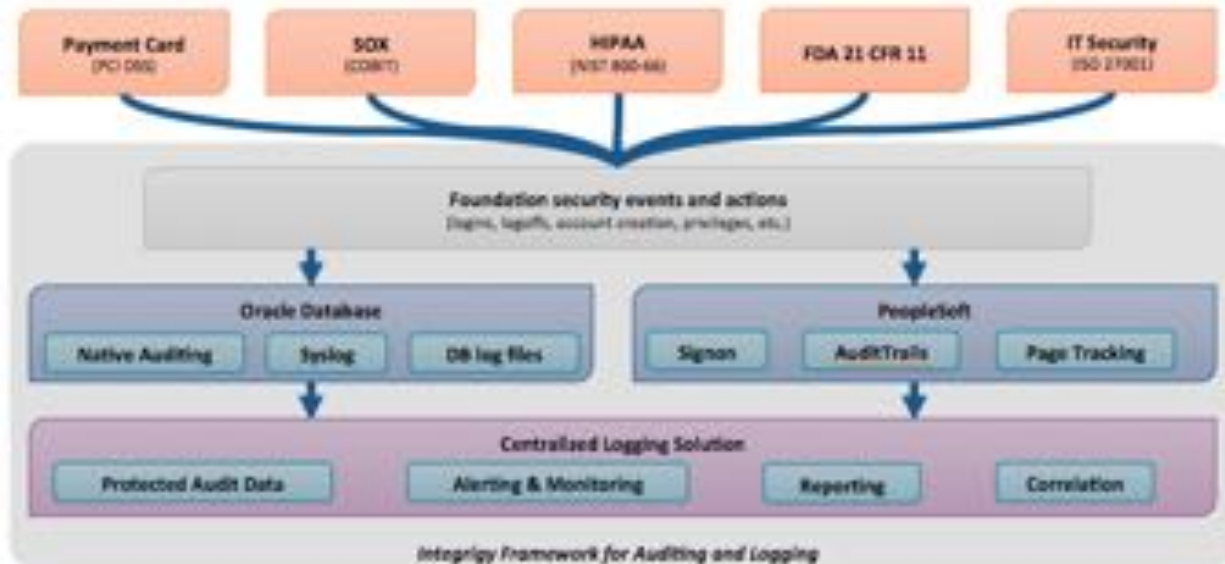 Payment Card
(PCI DSS)
SOX
(COBIT)
HIPAA
(NIST 800-66)
FDA 21 CFR 11
IT Security
(ISO 27001)
Foundation security events and actions
(logins, logoffs, account creation, privileges, etc.)
Oracle Database
Native Auditing
Syslog
DB log files
PeopleSoft
Signon
AuditTrails
Page Tracking
Centralized Logging Solution
Protected Audit Data
Alerting & Monitoring
Reporting
Correlation
Integrigy Framework for Auditing and Logging